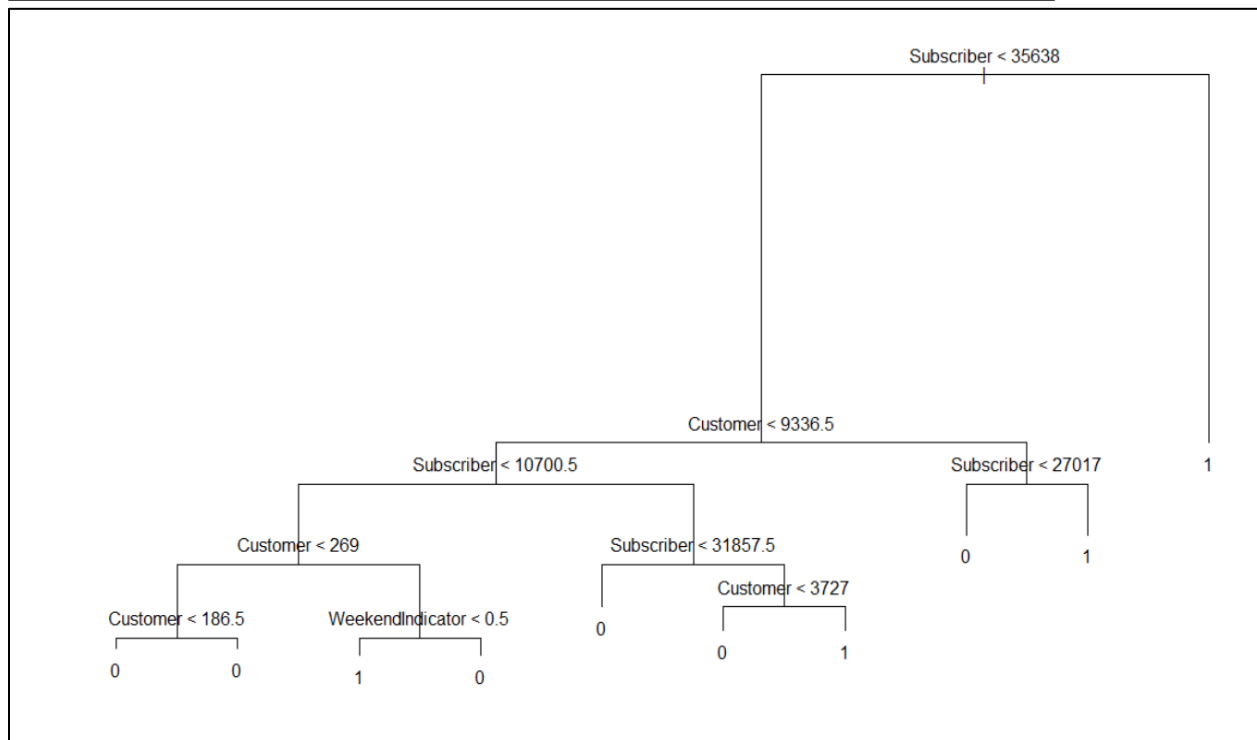 Subscriber < 35638
Customer < 9336.5
Subscriber < 10700.5
Subscriber < 27017
1
Customer < 269
Subscriber < 31857.5
0
1
Customer < 3727
Customer < 186.5
WeekendIndicator < 0.5
0
0
1
0
0
1
0